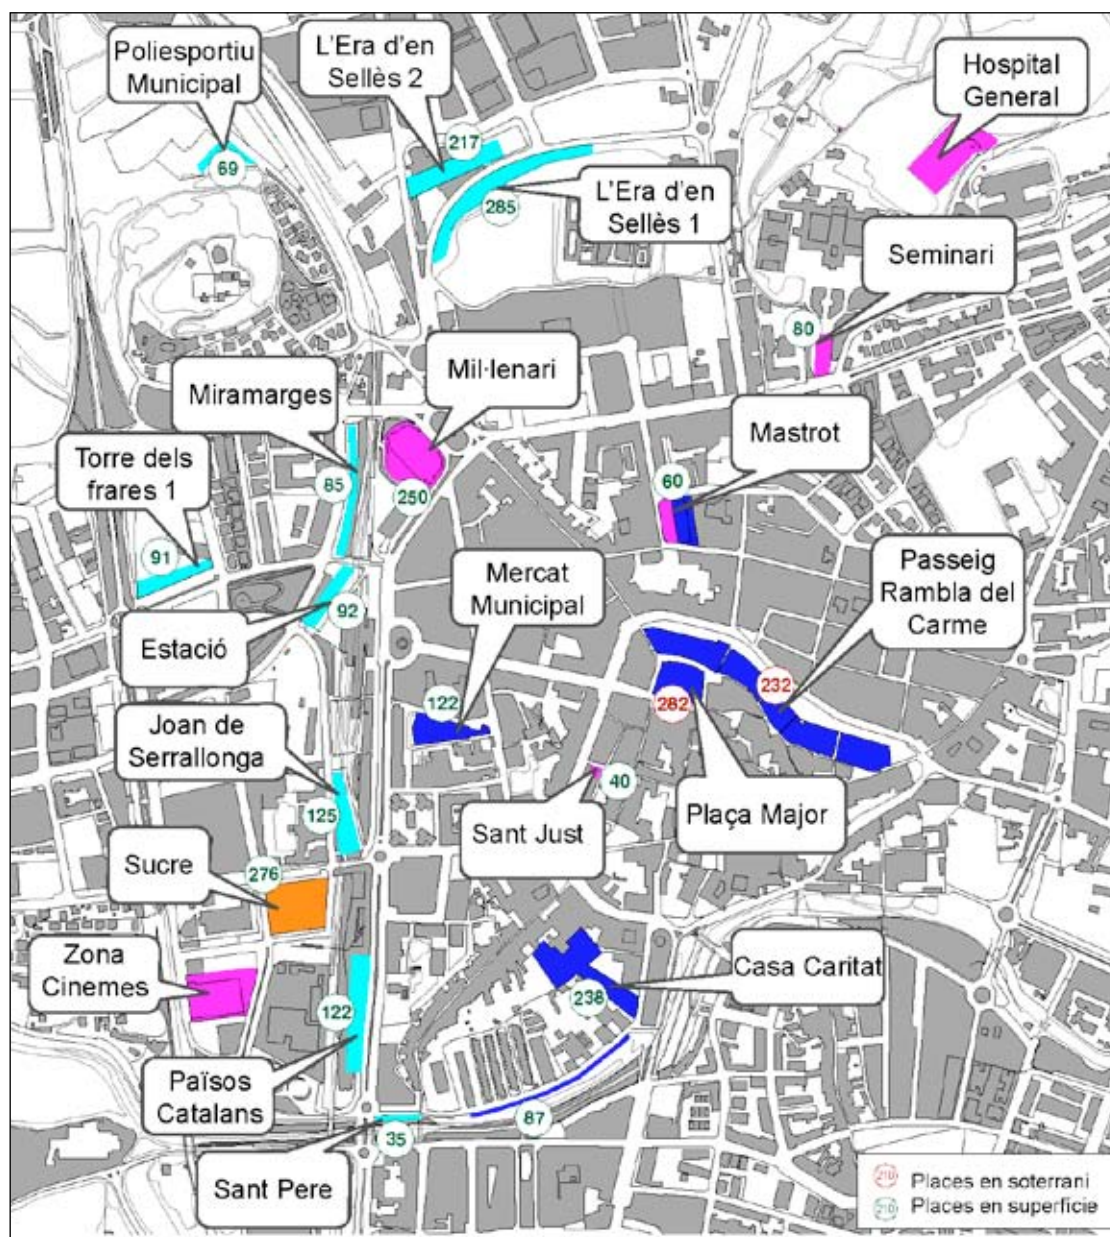 Poliesportiu
Municipal
L'Era d'en
Sellès 2
Hospital
General
217
69
L'Era d'en
Sellès 1
285
Seminari
80
Mil·lenari
Miramarges
Mastrot
Torre dels
frares 1
60
85
250
91
Mercat
Municipal
Passeig
Rambla del
Carme
92
Estació
232
122
282
Joan de
Serrallonga
40
125
Sant Just
Plaça Major
Sucre
276
Zona
Cinemes
Casa Caritat
238
122
Països
Catalans
87
35
Sant Pere
210 Places en soterrani
210 Places en superfície